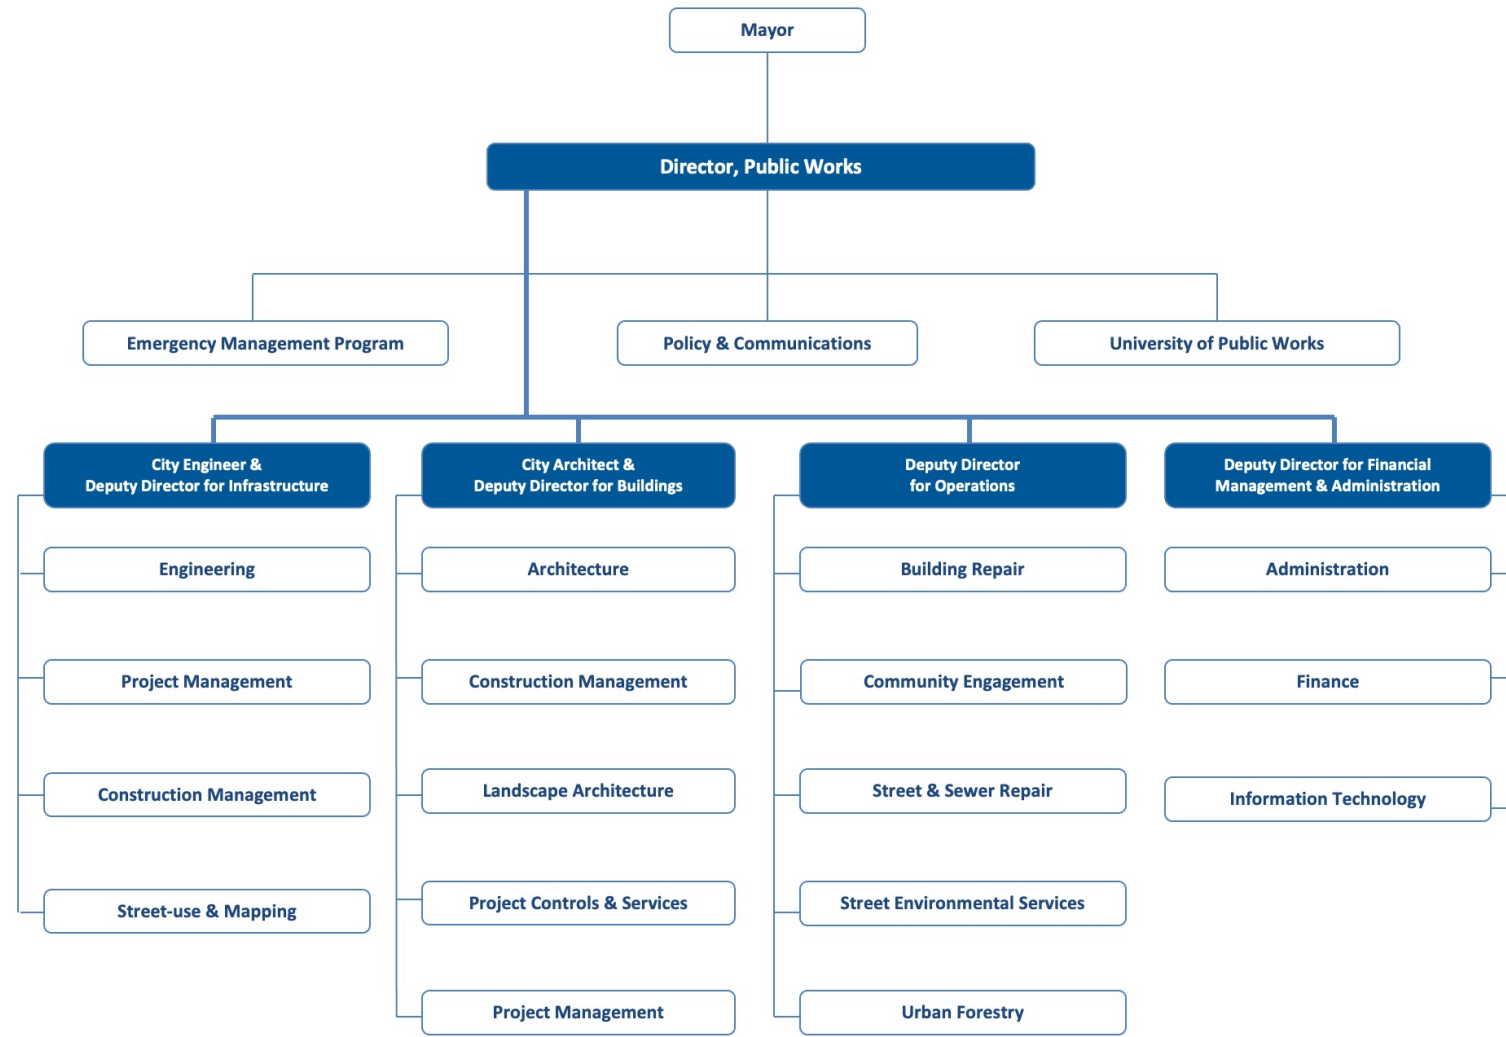 Mayor
Director, Public Works
Emergency Management Program
Policy & Communications
University of Public Works
City Engineer &
Deputy Director for Infrastructure
Engineering
Project Management
Construction Management
Street-use & Mapping
City Architect &
Deputy Director for Buildings
Architecture
Construction Management
Landscape Architecture
Project Controls & Services
Project Management
Deputy Director
for Operations
Building Repair
Community Engagement
Street & Sewer Repair
Street Environmental Services
Urban Forestry
Deputy Director for Financial
Management & Administration
Administration
Finance
Information Technology